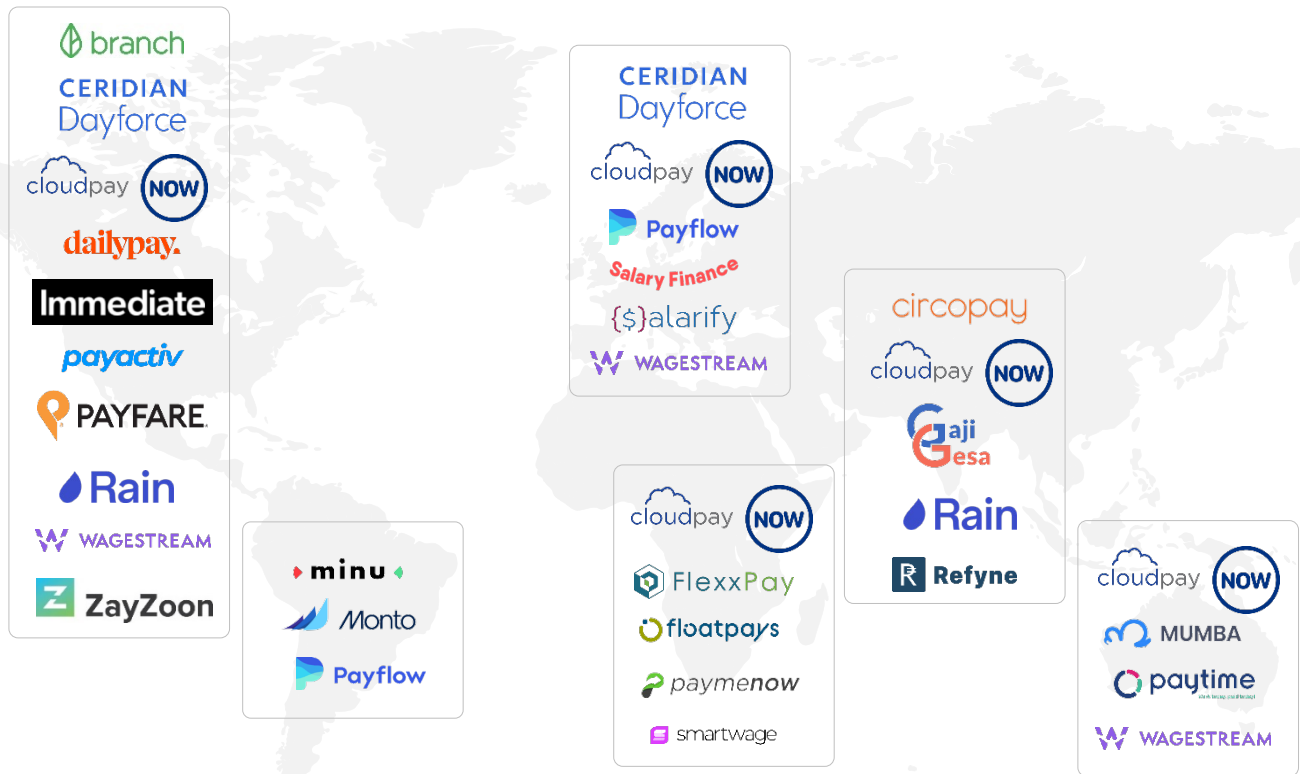 branch
CERIDIAN
Dayforce
cloudpay NOW
dailypay.
Immediate
payactiv
PAYFARE
Rain
WAGESTREAM
ZayZoon
minu
Monto
Payflow
CERIDIAN
Dayforce
cloudpay NOW
Payflow
Salary Finance
{$}alarify
WAGESTREAM
cloudpay NOW
FlexxPay
floatpays
paymenow
smartwage
circopay
cloudpay NOW
Gaji
Gesa
Rain
Refyne
cloudpay NOW
MUMBA
paytime
WAGESTREAM